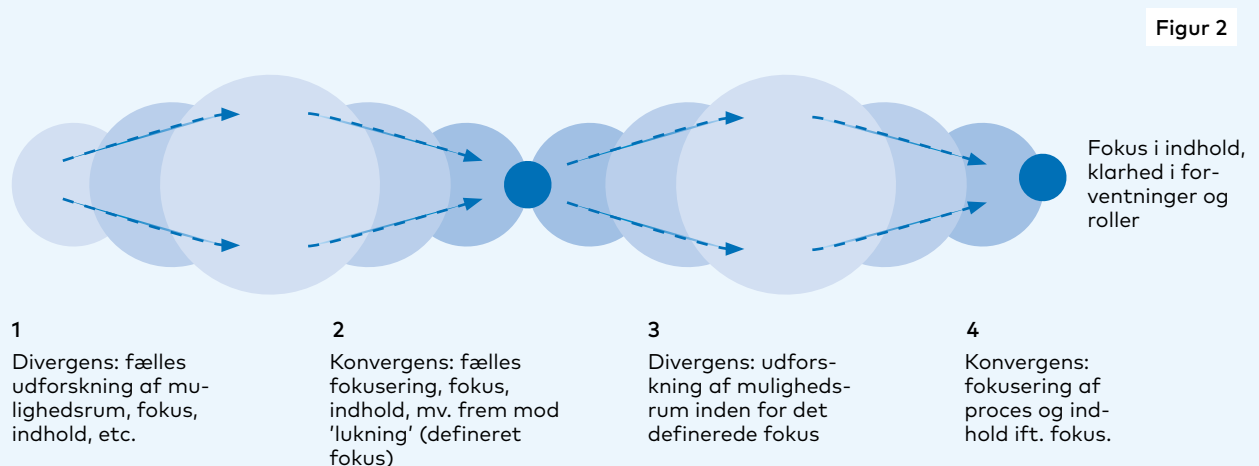 Figur 2
Fokus i indhold,
klarhed i for-
ventninger og
roller
1
Divergens: fælles
udforskning af mu-
lighedsrum, fokus,
indhold, etc.
2
Konvergens: fælles
fokusering, fokus,
indhold, mv. frem mod
'lukning' (defineret
fokus)
3
Divergens: udfors-
kning af muligheds-
rum inden for det
definerede fokus
4
Konvergens:
fokusering af
proces og ind-
hold ift. fokus.